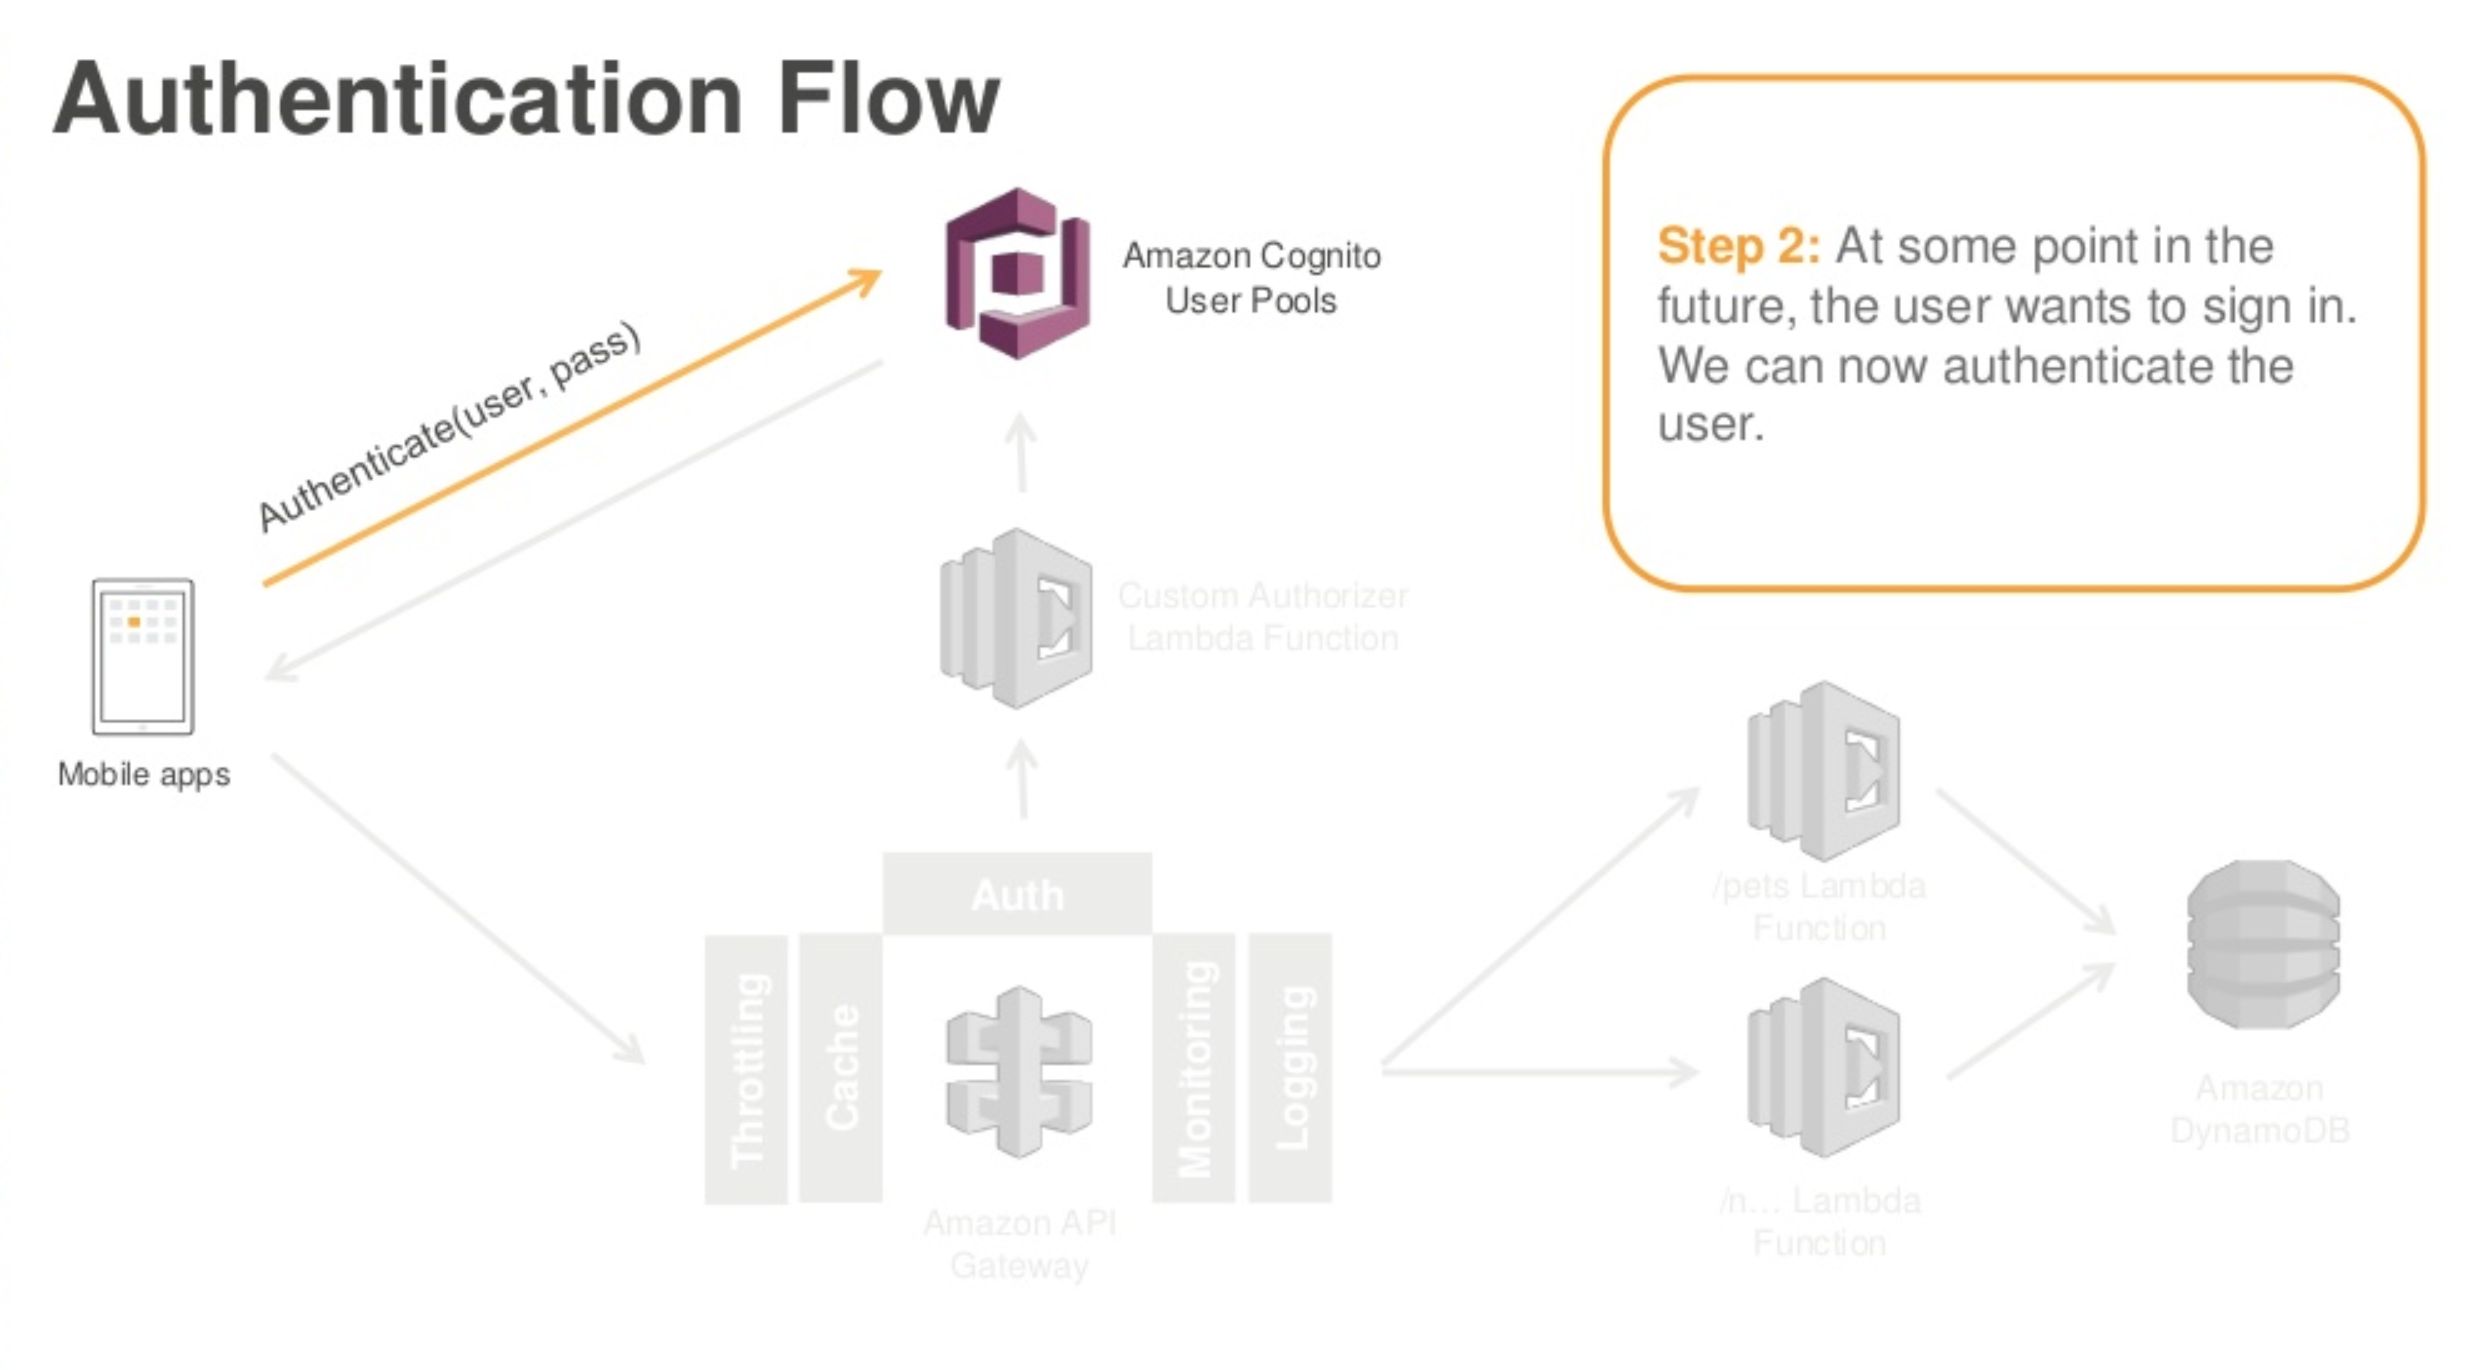 Authentication Flow
Amazon Cognito
User Pools
Step 2: At some point in the
future, the user wants to sign in.
We can now authenticate the
user.
Authenticate(user, pass)
Mobile apps
Custom Authorizer
Lambda Function
Auth
Throttling
Cache
Monitoring
Logging
Amazon API
Gateway
/pets Lambda
Function
/n... Lambda
Function
Amazon
DynamoDB